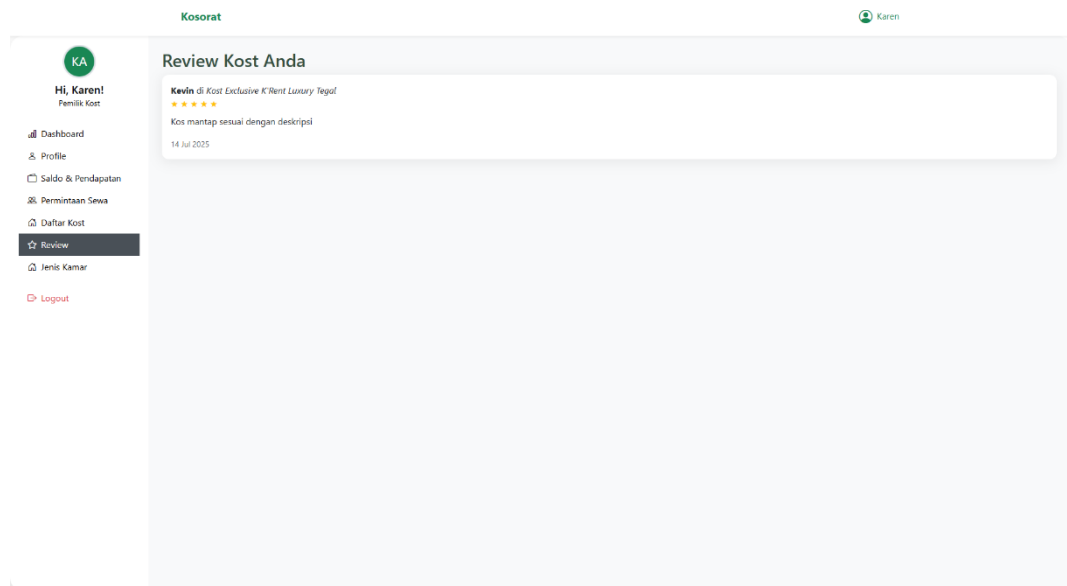 Kosorat
Karen
KA
Hi, Karen!
Pemilik Kost
Dashboard
Profile
Saldo & Pendapatan
Permintaan Sewa
Daftar Kost
Review
Jenis Kamar
Logout
Review Kost Anda
Kevin di Kost Exclusive K'Rent Luxury Tegal
Kos mantap sesuai dengan deskripsi
14 Jul 2025